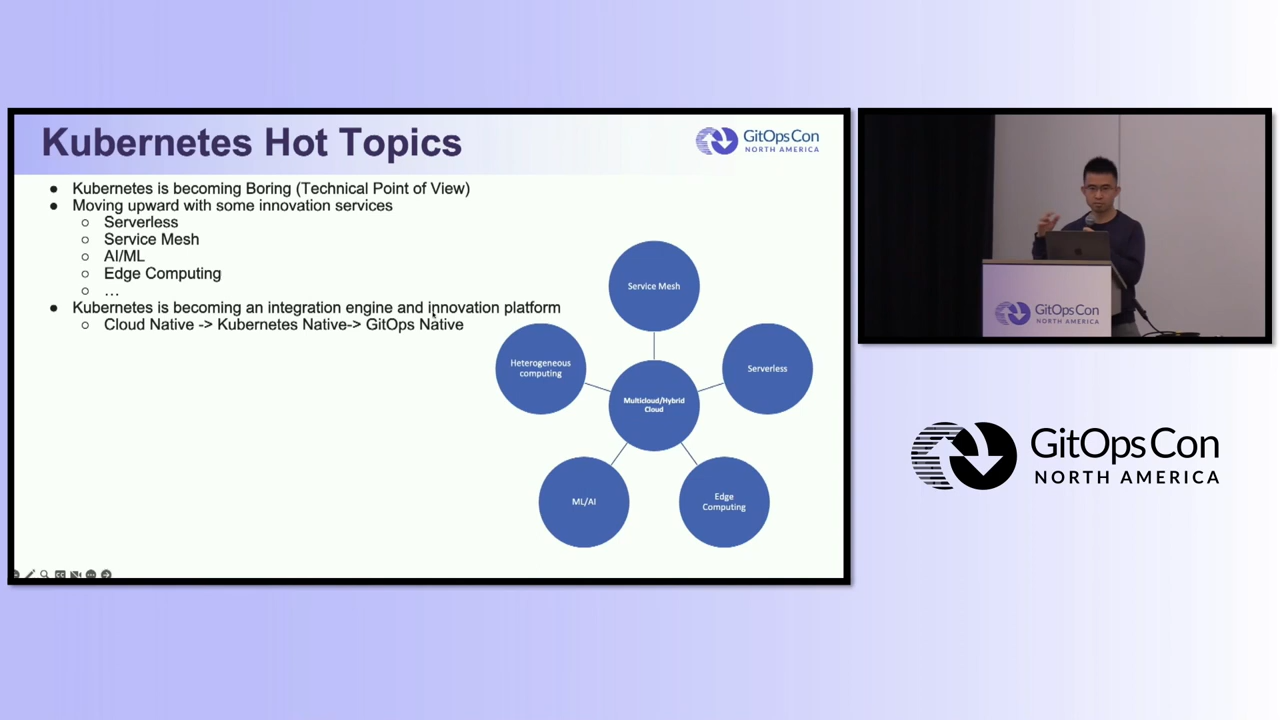 Kubernetes Hot Topics
GitOpsCon
NORTH AMERICA
● Kubernetes is becoming Boring (Technical Point of View)
● Moving upward with some innovation services
○ Serverless
○ Service Mesh
○ AI/ML
○ Edge Computing
○ …
● Kubernetes is becoming an integration engine and innovation platform
○ Cloud Native -> Kubernetes Native-> GitOps Native
Service Mesh
Heterogeneous
computing
Serverless
Multicloud/Hybrid
Cloud
ML/AI
Edge
Computing
GitOpsCon
NORTH AMERICA
GitOpsCon
NORTH AMERICA